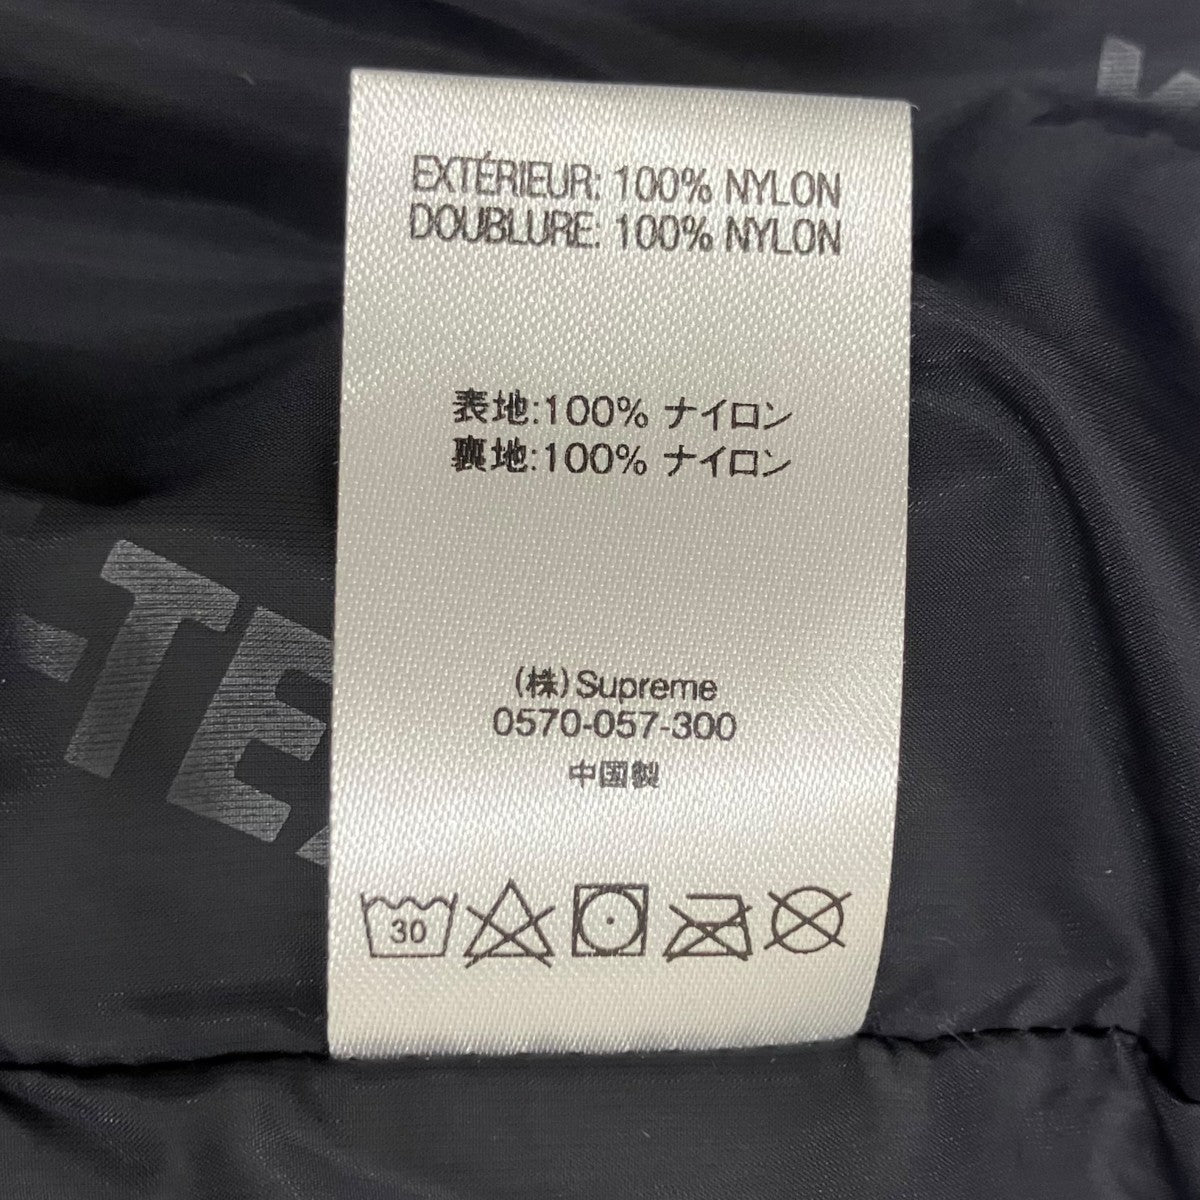 EXTÉRIEUR: 100% NYLON
DOUBLURE: 100% NYLON
表地:100% ナイロン
裏地:100% ナイロン
-TEX
(株)Supreme
0570-057-300
中国製
30